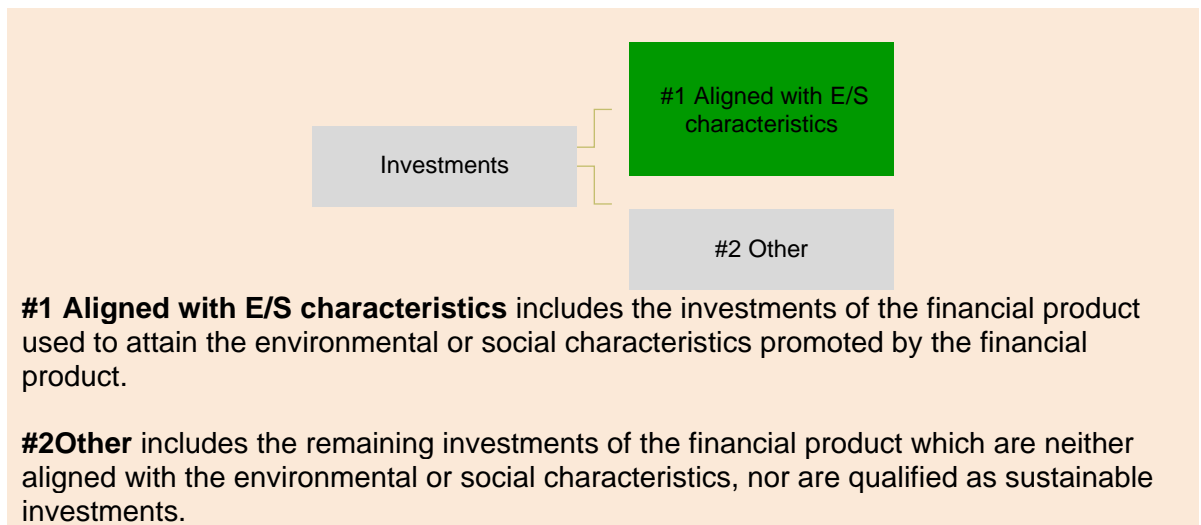 #1 Aligned with E/S
characteristics
Investments
#2 Other
#1 Aligned with E/S characteristics includes the investments of the financial product
used to attain the environmental or social characteristics promoted by the financial
product.
#2Other includes the remaining investments of the financial product which are neither
aligned with the environmental or social characteristics, nor are qualified as sustainable
investments.